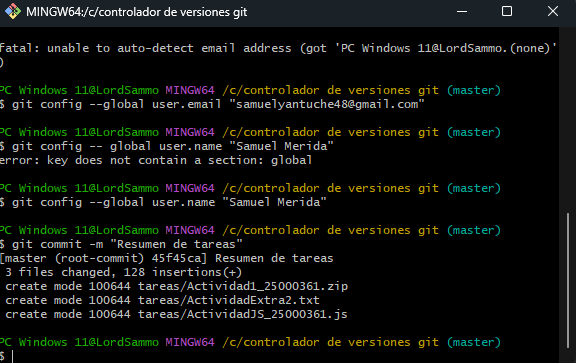 MINGW64:/c/controlador de versiones git
fatal: unable to auto-detect email address (got 'PC Windows 11@LordSammo.(none)'
)
PC Windows 11@LordSammo MINGW64 /c/controlador de versiones git (master)
$ git config --global user.email "samuelyantuche48@gmail.com"
PC Windows 11@LordSammo MINGW64 /c/controlador de versiones git (master)
$ git config -- global user.name "Samuel Merida"
error: key does not contain a section: global
PC Windows 11@LordSammo MINGW64 /c/controlador de versiones git (master)
$ git config --global user.name "Samuel Merida"
PC Windows 11@LordSammo MINGW64 /c/controlador de versiones git (master)
$ git commit -m "Resumen de tareas"
[master (root-commit) 45f45ca] Resumen de tareas
 3 files changed, 128 insertions(+)
 create mode 100644 tareas/Actividad1_25000361.zip
 create mode 100644 tareas/ActividadExtra2.txt
 create mode 100644 tareas/ActividadJS_25000361.js
PC Windows 11@LordSammo MINGW64 /c/controlador de versiones git (master)
$